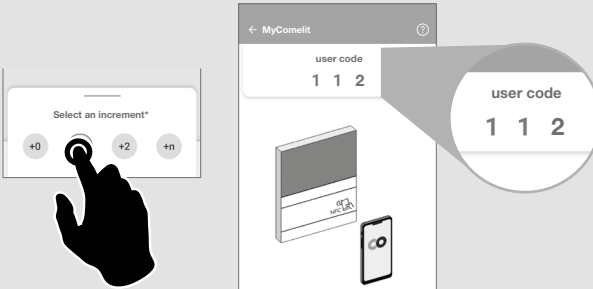 Select an increment*
+0
+2
+n
← MyComelit
?
user code
1 1 2
NFC
user code
1 1 2